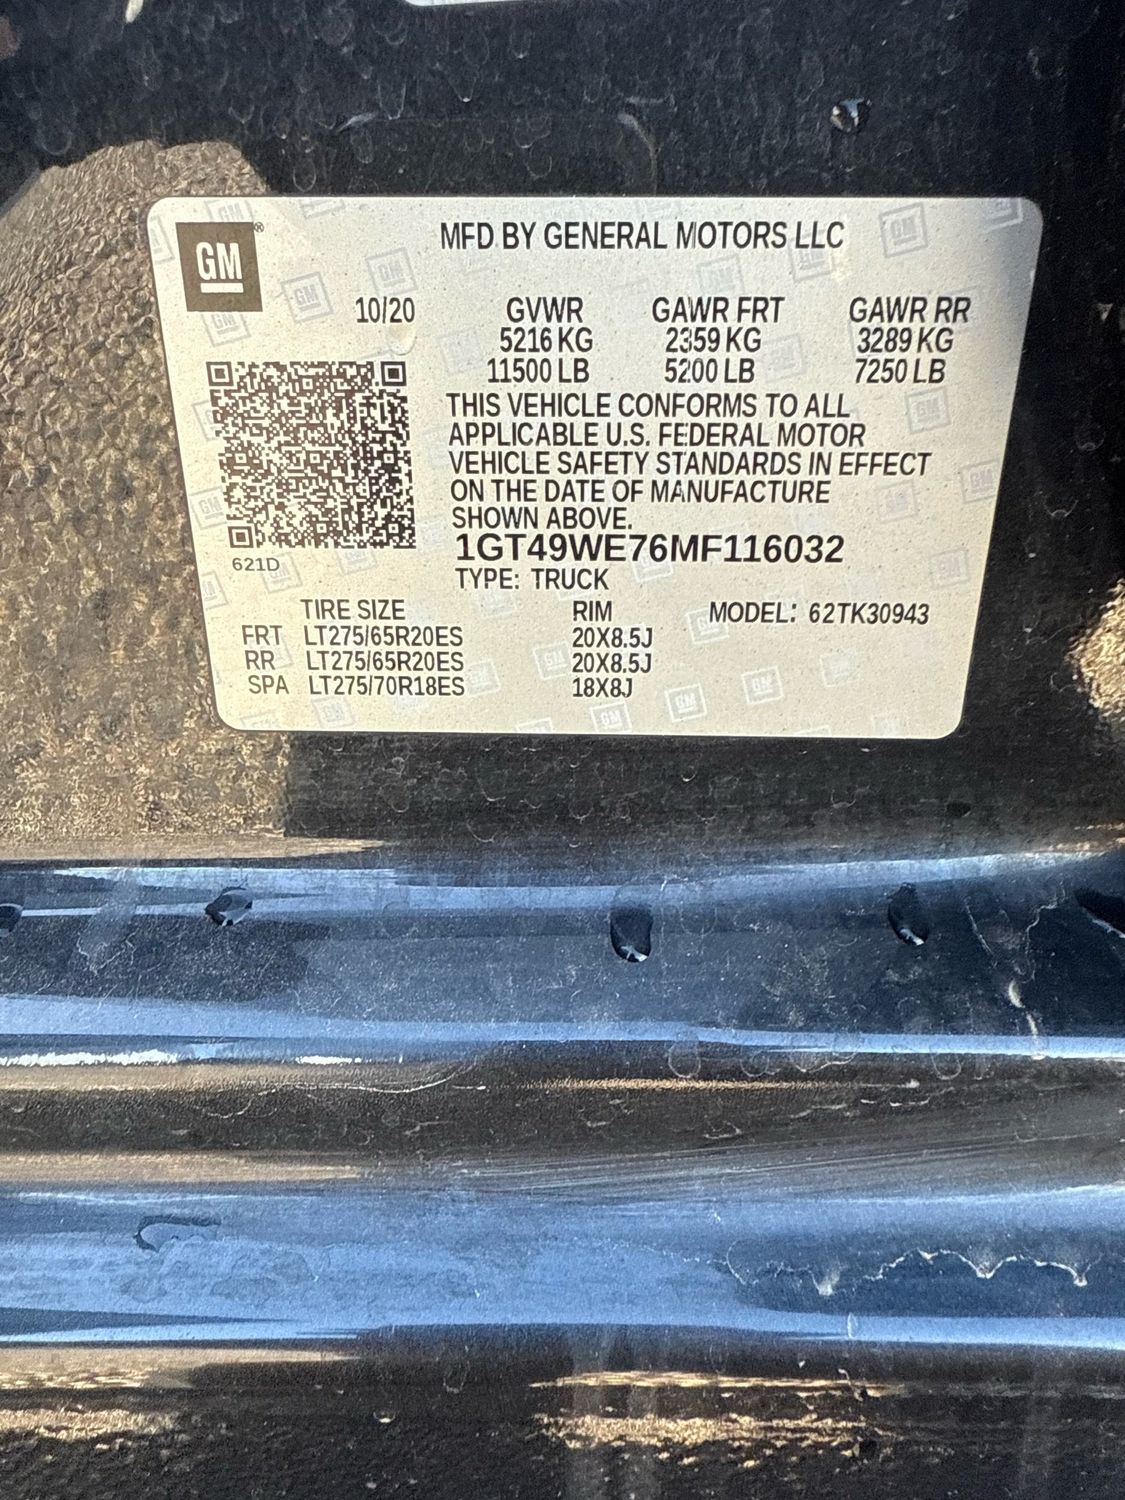 GM®
MFD BY GENERAL MOTORS LLC
10/20 GVWR GAWR FRT GAWR RR
5216 KG 2359 KG 3289 KG
11500 LB 5200 LB 7250 LB
THIS VEHICLE CONFORMS TO ALL
APPLICABLE U.S. FEDERAL MOTOR
VEHICLE SAFETY STANDARDS IN EFFECT
ON THE DATE OF MANUFACTURE
SHOWN ABOVE.
1GT49WE76MF116032
621D
TYPE: TRUCK
TIRE SIZE RIM MODEL: 62TK30943
FRT LT275/65R20ES 20X8.5J
RR LT275/65R20ES 20X8.5J
SPA LT275/70R18ES 18X8J